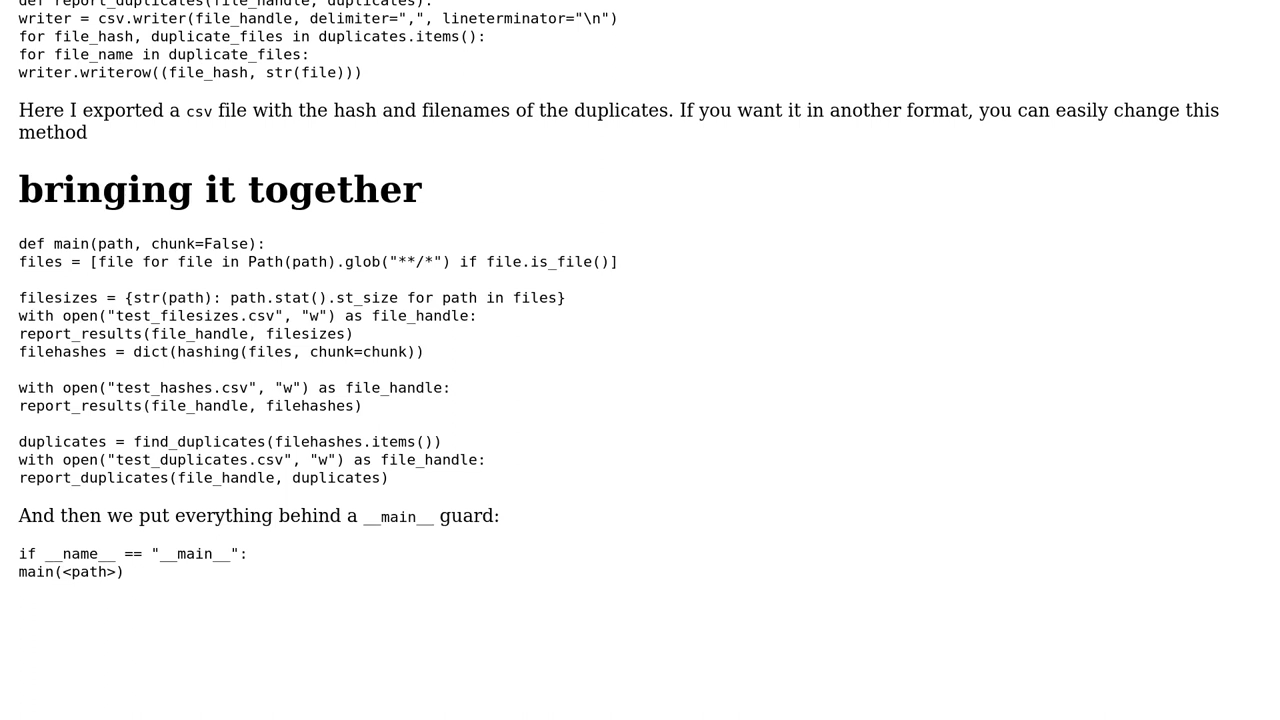 def report_duplicates(file_handle, duplicates):
writer = csv.writer(file_handle, delimiter=",", lineterminator="\n")
for file_hash, duplicate_files in duplicates.items():
for file_name in duplicate_files:
writer.writerow((file_hash, str(file)))
Here I exported a csv file with the hash and filenames of the duplicates. If you want it in another format, you can easily change this
method
bringing it together
def main(path, chunk=False):
files = [file for file in Path(path).glob("**/*") if file.is_file()]
filesizes = {str(path): path.stat().st_size for path in files}
with open("test_filesizes.csv", "w") as file_handle:
report_results(file_handle, filesizes)
filehashes = dict(hashing(files, chunk=chunk))
with open("test_hashes.csv", "w") as file_handle:
report_results(file_handle, filehashes)
duplicates = find_duplicates(filehashes.items())
with open("test_duplicates.csv", "w") as file_handle:
report_duplicates(file_handle, duplicates)
And then we put everything behind a __main__ guard:
if __name__ == "__main__":
main(<path>)